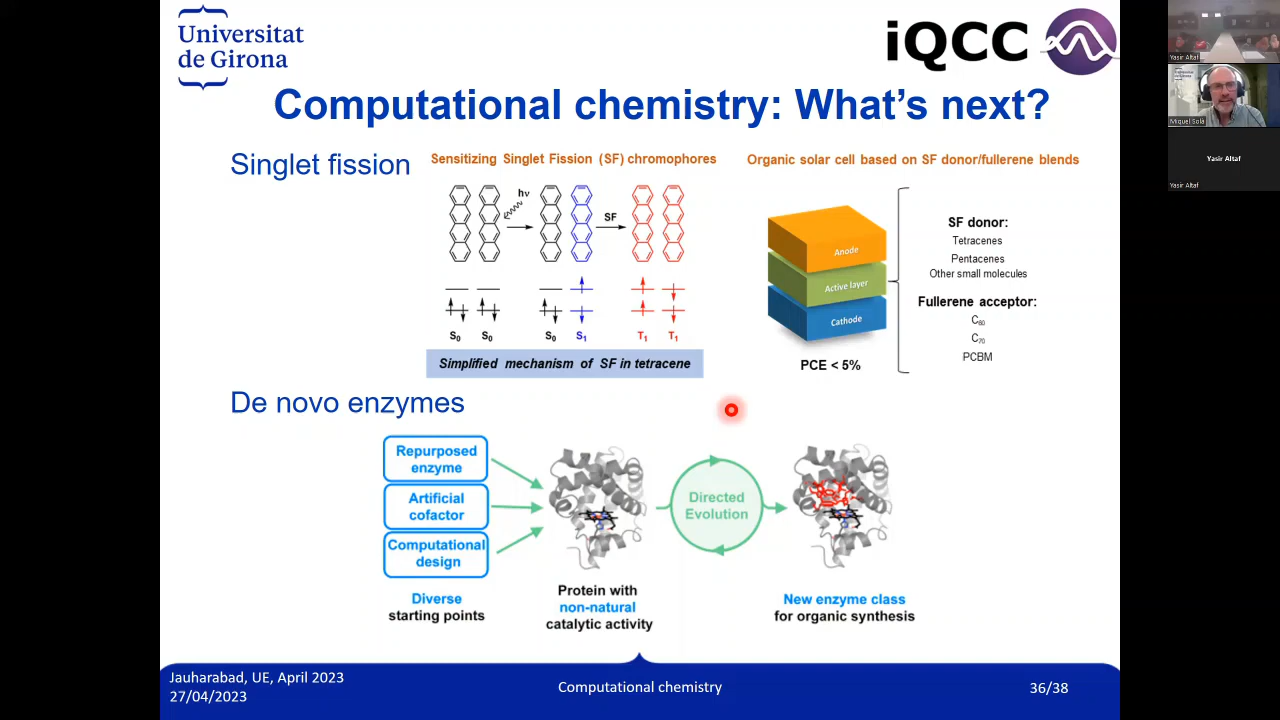 Universitat
de Girona
iQCC
Computational chemistry: What's next?
Singlet fission
Sensitizing Singlet Fission (SF) chromophores
hν
SF
S0 S0 S0 S1 T1 T1
Simplified mechanism of SF in tetracene
Organic solar cell based on SF donor/fullerene blends
Anode
Active layer
Cathode
PCE < 5%
SF donor:
Tetracenes
Pentacenes
Other small molecules
Fullerene acceptor:
C60
C70
PCBM
De novo enzymes
Repurposed
enzyme
Artificial
cofactor
Computational
design
Diverse
starting points
Protein with
non-natural
catalytic activity
Directed
Evolution
New enzyme class
for organic synthesis
Jauharabad, UE, April 2023
27/04/2023
Computational chemistry
36/38
Yasir Altaf
Miquel Solà
Yasir Altaf
Yasir Altaf